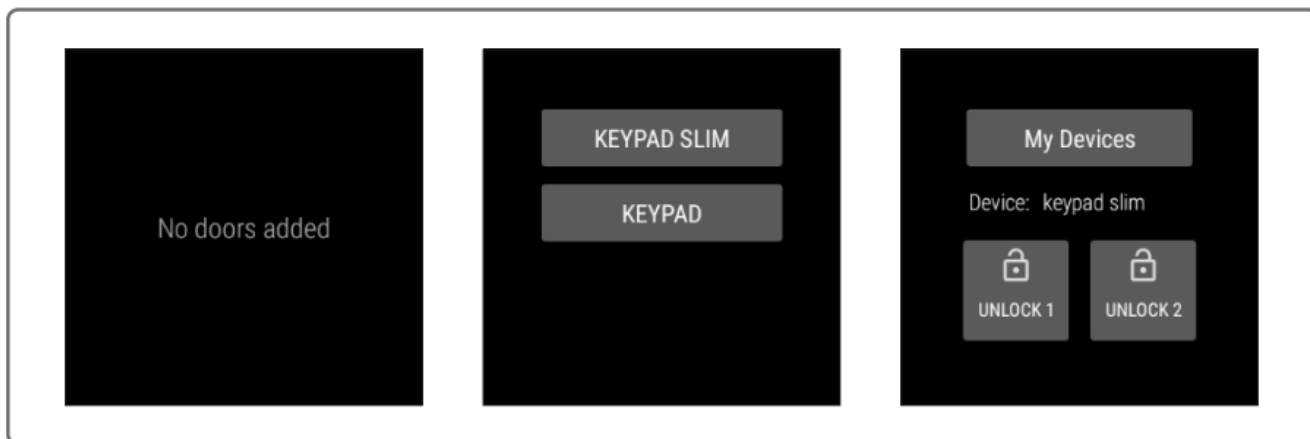 No doors added
KEYPAD SLIM
KEYPAD
My Devices
Device: keypad slim
UNLOCK 1 UNLOCK 2